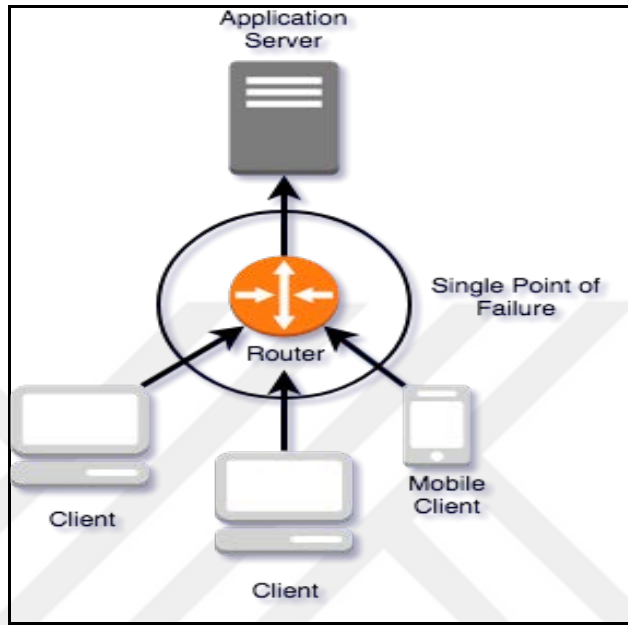 Application
Server
Single Point of
Failure
Router
Mobile
Client
Client
Client